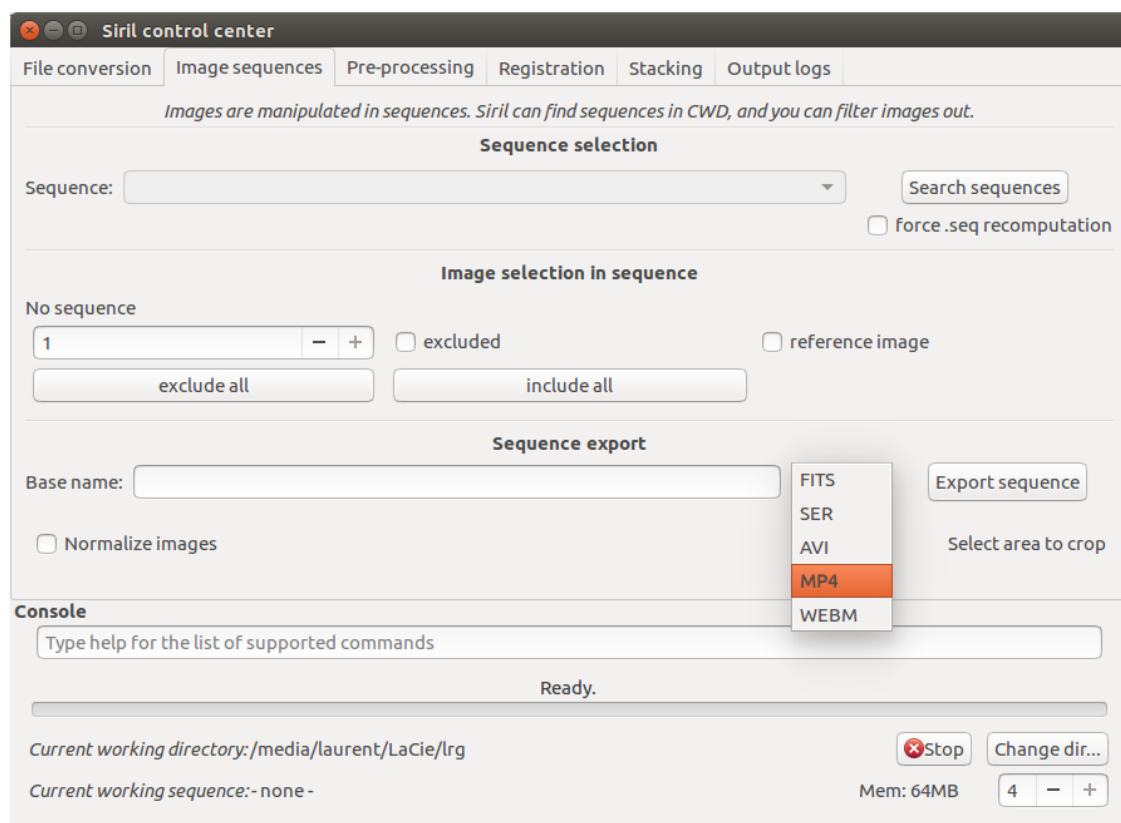 Siril control center
File conversion Image sequences Pre-processing Registration Stacking Output logs
Images are manipulated in sequences. Siril can find sequences in CWD, and you can filter images out.
Sequence selection
Sequence: Search sequences
force .seq recomputation
Image selection in sequence
No sequence
1 excluded reference image
exclude all include all
Sequence export
Base name: FITS Export sequence
SER
Normalize images AVI Select area to crop
MP4
WEBM
Console
Type help for the list of supported commands
Ready.
Current working directory:/media/laurent/LaCie/lrg Stop Change dir...
Current working sequence:- none - Mem: 64MB 4